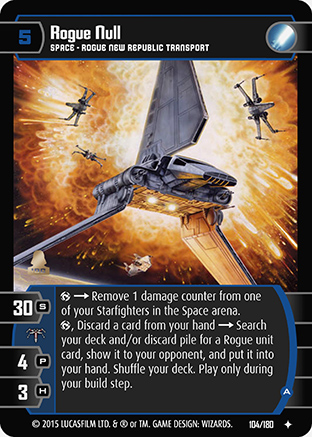 5 Rogue Null
SPACE - ROGUE NEW REPUBLIC TRANSPORT
30 S
4 P
3 H
→ Remove 1 damage counter from one
of your Starfighters in the Space arena.
, Discard a card from your hand → Search
your deck and/or discard pile for a Rogue unit
card, show it to your opponent, and put it into
your hand. Shuffle your deck. Play only during
your build step.
A
© 2015 LUCASFILM LTD. & ® OR TM. GAME DESIGN: WIZARDS. 104/180